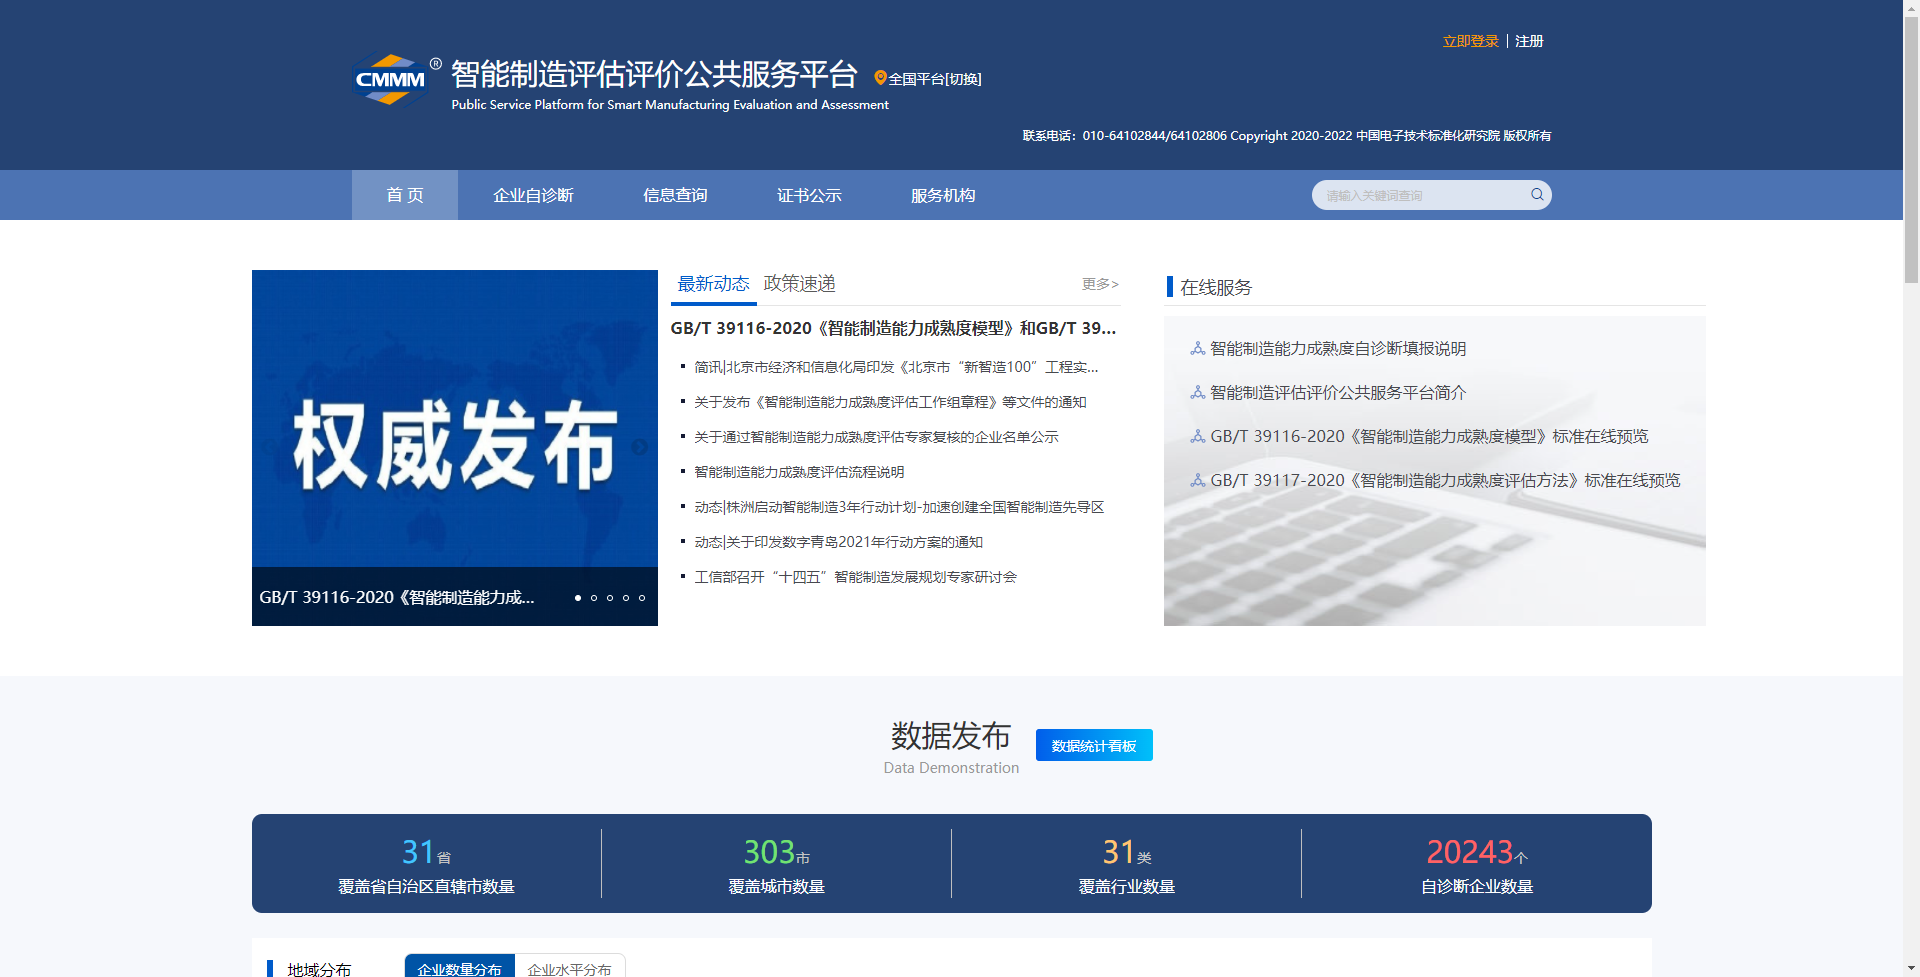 立即登录 | 注册
CMMM®
智能制造评估评价公共服务平台
全国平台[切换]
Public Service Platform for Smart Manufacturing Evaluation and Assessment
联系电话：010-64102844/64102806 Copyright 2020-2022 中国电子技术标准化研究院 版权所有
首 页
企业自诊断
信息查询
证书公示
服务机构
请输入关键词查询
权威发布
GB/T 39116-2020《智能制造能力成...
最新动态
政策速递
更多>
GB/T 39116-2020《智能制造能力成熟度模型》和GB/T 39...
简讯|北京市经济和信息化局印发《北京市“新智造100”工程实...
关于发布《智能制造能力成熟度评估工作组章程》等文件的通知
关于通过智能制造能力成熟度评估专家复核的企业名单公示
智能制造能力成熟度评估流程说明
动态|株洲启动智能制造3年行动计划-加速创建全国智能制造先导区
动态|关于印发数字青岛2021年行动方案的通知
工信部召开“十四五”智能制造发展规划专家研讨会
在线服务
智能制造能力成熟度自诊断填报说明
智能制造评估评价公共服务平台简介
GB/T 39116-2020《智能制造能力成熟度模型》标准在线预览
GB/T 39117-2020《智能制造能力成熟度评估方法》标准在线预览
数据发布
Data Demonstration
数据统计看板
31省
覆盖省自治区直辖市数量
303市
覆盖城市数量
31类
覆盖行业数量
20243个
自诊断企业数量
地域分布
企业数量分布
企业水平分布